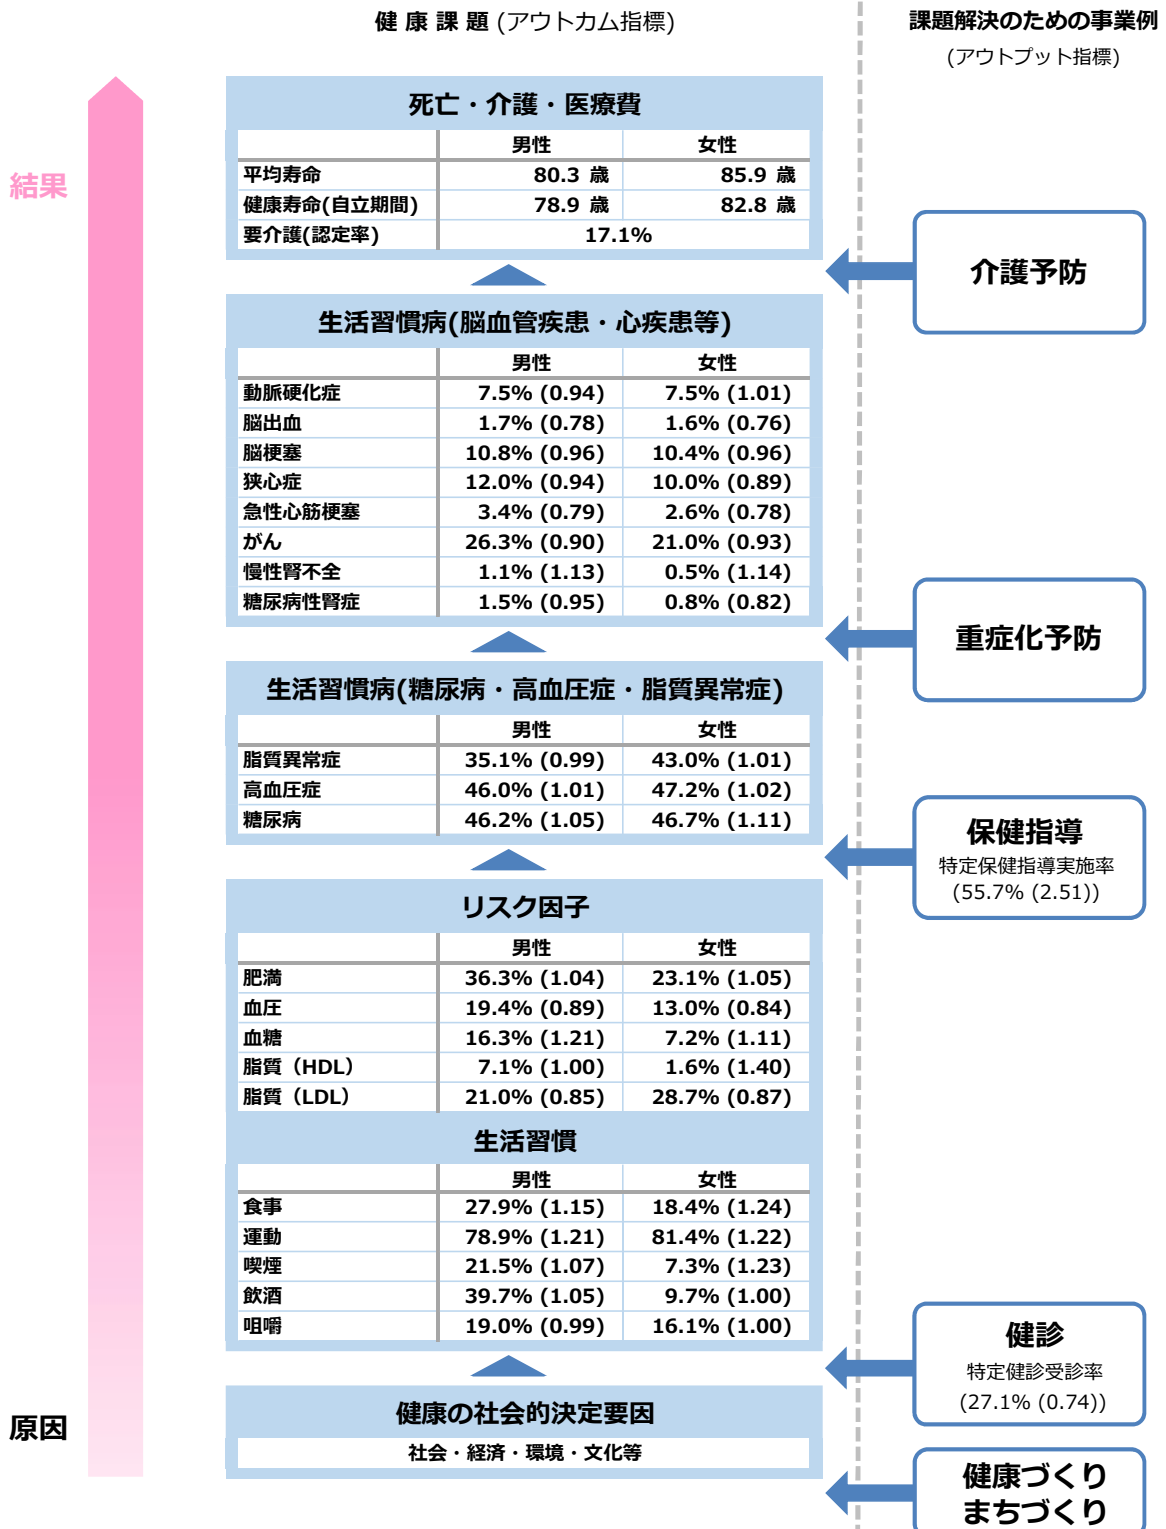 健 康 課 題 (アウトカム指標)
課題解決のための事業例
(アウトプット指標)
結果
原因
死亡・介護・医療費
男性 女性
平均寿命 80.3 歳 85.9 歳
健康寿命(自立期間) 78.9 歳 82.8 歳
要介護(認定率) 17.1%
介護予防
生活習慣病(脳血管疾患・心疾患等)
男性 女性
動脈硬化症 7.5% (0.94) 7.5% (1.01)
脳出血 1.7% (0.78) 1.6% (0.76)
脳梗塞 10.8% (0.96) 10.4% (0.96)
狭心症 12.0% (0.94) 10.0% (0.89)
急性心筋梗塞 3.4% (0.79) 2.6% (0.78)
がん 26.3% (0.90) 21.0% (0.93)
慢性腎不全 1.1% (1.13) 0.5% (1.14)
糖尿病性腎症 1.5% (0.95) 0.8% (0.82)
重症化予防
生活習慣病(糖尿病・高血圧症・脂質異常症)
男性 女性
脂質異常症 35.1% (0.99) 43.0% (1.01)
高血圧症 46.0% (1.01) 47.2% (1.02)
糖尿病 46.2% (1.05) 46.7% (1.11)
保健指導
特定保健指導実施率
(55.7% (2.51))
リスク因子
男性 女性
肥満 36.3% (1.04) 23.1% (1.05)
血圧 19.4% (0.89) 13.0% (0.84)
血糖 16.3% (1.21) 7.2% (1.11)
脂質（HDL） 7.1% (1.00) 1.6% (1.40)
脂質（LDL） 21.0% (0.85) 28.7% (0.87)
生活習慣
男性 女性
食事 27.9% (1.15) 18.4% (1.24)
運動 78.9% (1.21) 81.4% (1.22)
喫煙 21.5% (1.07) 7.3% (1.23)
飲酒 39.7% (1.05) 9.7% (1.00)
咀嚼 19.0% (0.99) 16.1% (1.00)
健診
特定健診受診率
(27.1% (0.74))
健康の社会的決定要因
社会・経済・環境・文化等
健康づくり
まちづくり